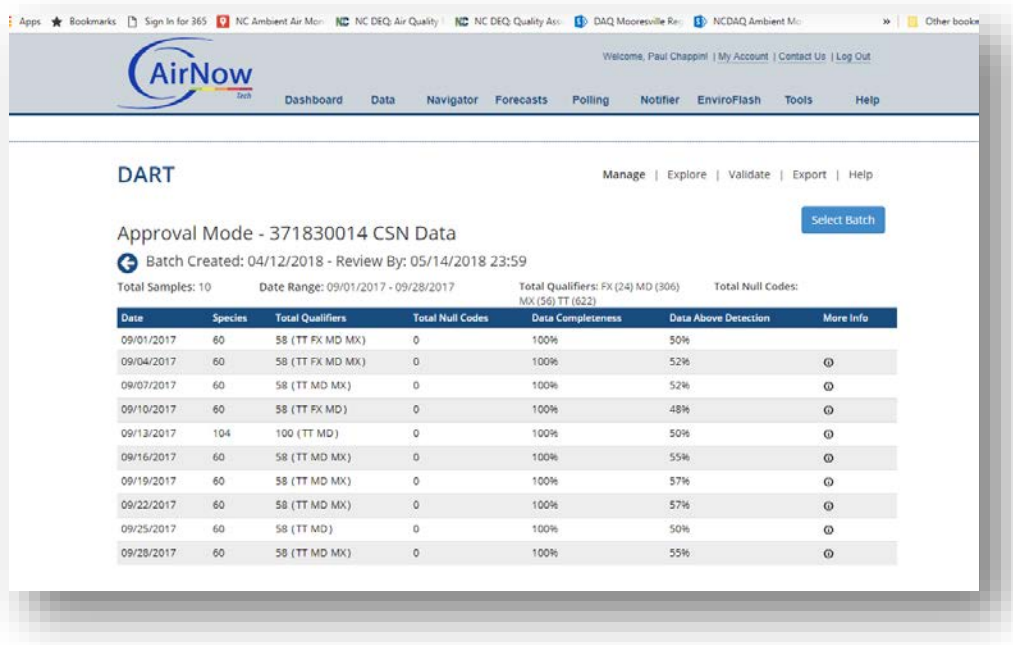 Apps Bookmarks Sign In for 365 NC Ambient Air Mon NC DEQ: Air Quality NC DEQ: Quality Ass DAQ Mooresville Reg NCDAQ Ambient Mo » Other bookm
Welcome, Paul Chappini | My Account | Contact Us | Log Out
AirNow
Tech
Dashboard Data Navigator Forecasts Polling Notifier EnviroFlash Tools Help
DART
Manage | Explore | Validate | Export | Help
Select Batch
Approval Mode - 371830014 CSN Data
Batch Created: 04/12/2018 - Review By: 05/14/2018 23:59
Total Samples: 10 Date Range: 09/01/2017 - 09/28/2017 Total Qualifiers: FX (24) MD (306) Total Null Codes:
MX (56) TT (622)
Date Species Total Qualifiers Total Null Codes Data Completeness Data Above Detection More Info
09/01/2017 60 58 (TT FX MD MX) 0 100% 50%
09/04/2017 60 58 (TT FX MD MX) 0 100% 52%
09/07/2017 60 58 (TT MD MX) 0 100% 52%
09/10/2017 60 58 (TT FX MD) 0 100% 48%
09/13/2017 104 100 (TT MD) 0 100% 50%
09/16/2017 60 58 (TT MD MX) 0 100% 55%
09/19/2017 60 58 (TT MD MX) 0 100% 57%
09/22/2017 60 58 (TT MD MX) 0 100% 57%
09/25/2017 60 58 (TT MD) 0 100% 50%
09/28/2017 60 58 (TT MD MX) 0 100% 55%